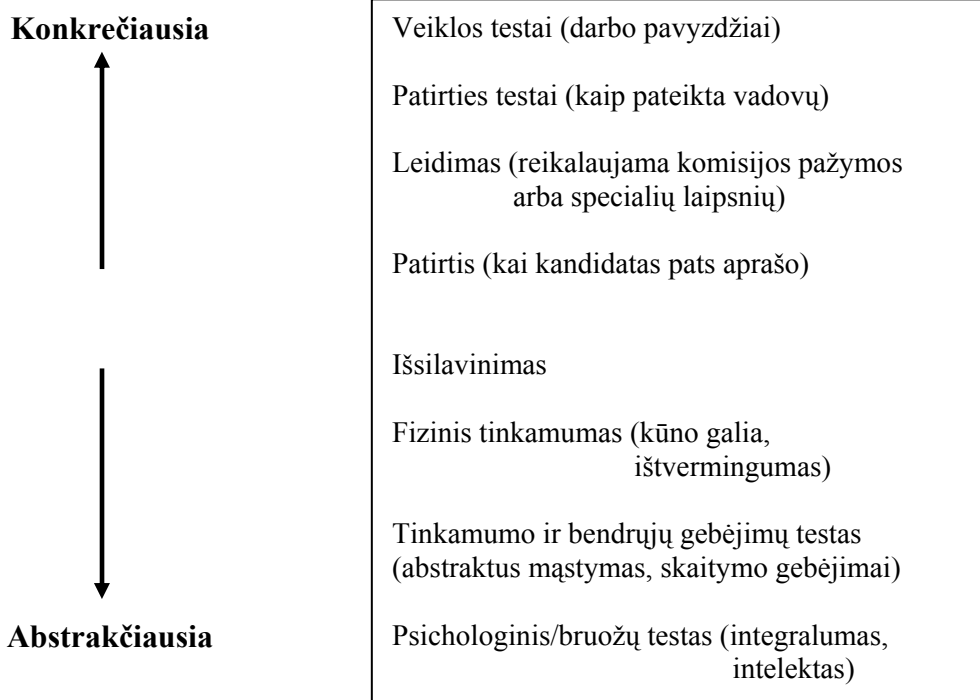 Konkrečiausia
Veiklos testai (darbo pavyzdžiai)
Patirties testai (kaip pateikta vadovų)
Leidimas (reikalaujama komisijos pažymos
arba specialių laipsnių)
Patirtis (kai kandidatas pats aprašo)
Išsilavinimas
Fizinis tinkamumas (kūno galia,
ištvermingumas)
Tinkamumo ir bendrųjų gebėjimų testas
(abstraktus mąstymas, skaitymo gebėjimai)
Abstrakčiausia
Psichologinis/bruožų testas (integralumas,
intelektas)